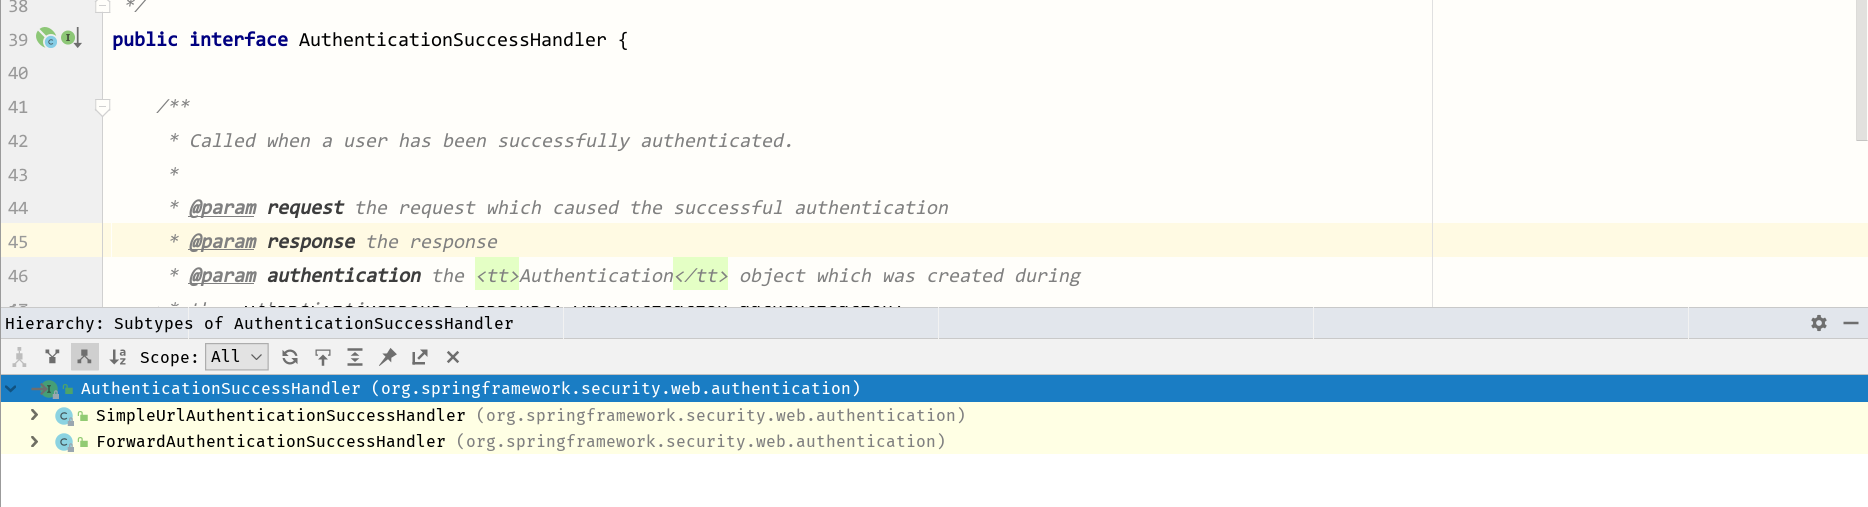 38 */
39 public interface AuthenticationSuccessHandler {
40
41 /**
42 * Called when a user has been successfully authenticated.
43 *
44 * @param request the request which caused the successful authentication
45 * @param response the response
46 * @param authentication the <tt>Authentication</tt> object which was created during
Hierarchy: Subtypes of AuthenticationSuccessHandler
Scope: All
AuthenticationSuccessHandler (org.springframework.security.web.authentication)
SimpleUrlAuthenticationSuccessHandler (org.springframework.security.web.authentication)
ForwardAuthenticationSuccessHandler (org.springframework.security.web.authentication)